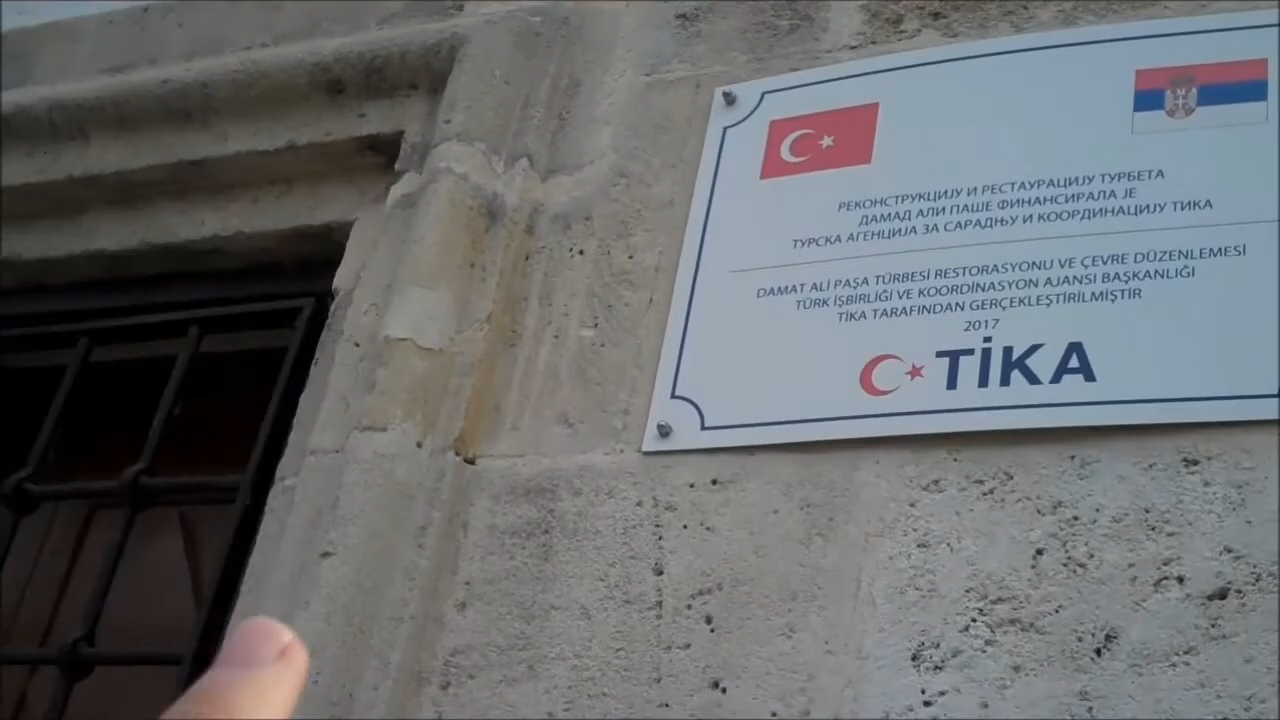 РЕКОНСТРУКЦИЈУ И РЕСТАУРАЦИЈУ ТУРБЕТА
ДАМАД АЛИ ПАШЕ ФИНАНСИРАЛА ЈЕ
ТУРСКА АГЕНЦИЈА ЗА САРАДЊУ И КООРДИНАЦИЈУ ТИКА
DAMAT ALİ PAŞA TÜRBESİ RESTORASYONU VE ÇEVRE DÜZENLEMESİ
TÜRK İŞBİRLİĞİ VE KOORDİNASYON AJANSI BAŞKANLIĞI
TİKA TARAFINDAN GERÇEKLEŞTİRİLMİŞTİR
2017
TİKA